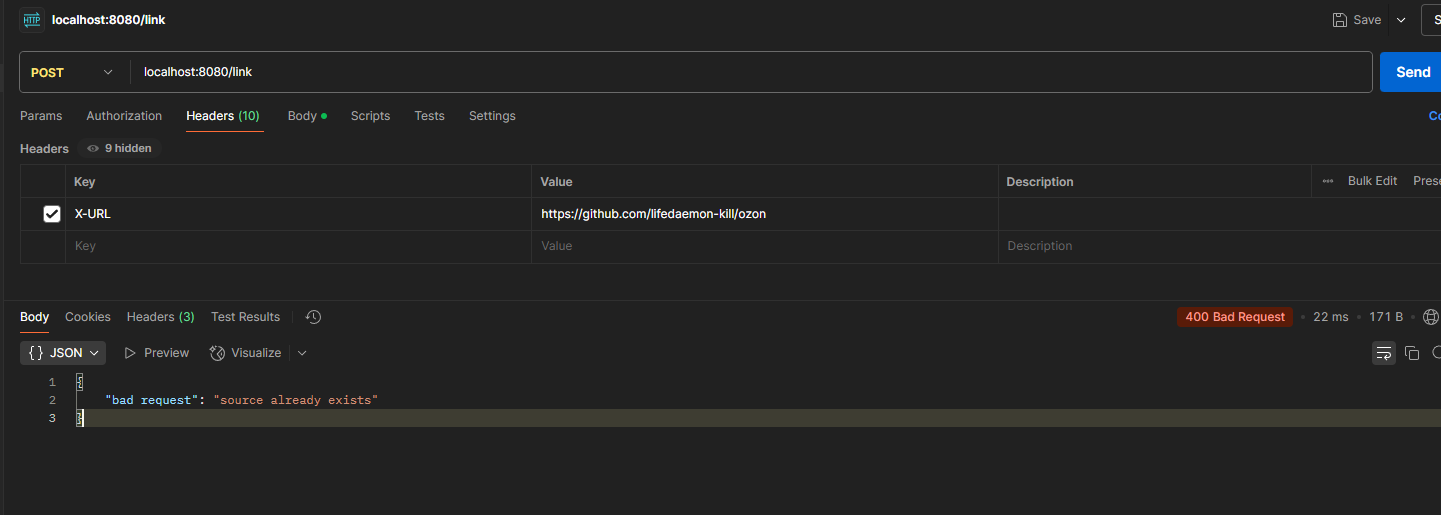 HTTP localhost:8080/link Save
POST localhost:8080/link Send
Params Authorization Headers (10) Body Scripts Tests Settings
Headers 9 hidden
Key Value Description Bulk Edit
X-URL https://github.com/lifedaemon-kill/ozon
Key Value Description
Body Cookies Headers (3) Test Results 400 Bad Request 22 ms 171 B
{} JSON Preview Visualize
1 {
2 "bad request": "source already exists"
3 }